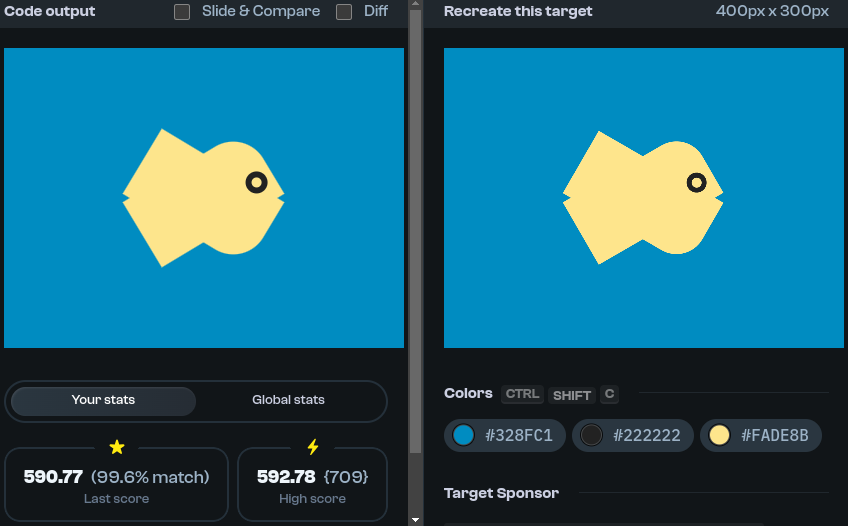 Code output
Slide & Compare
Diff
Recreate this target
400px x 300px
Your stats
Global stats
590.77 (99.6% match)
Last score
592.78 {709}
High score
Colors CTRL SHIFT C
#328FC1
#222222
#FADE8B
Target Sponsor